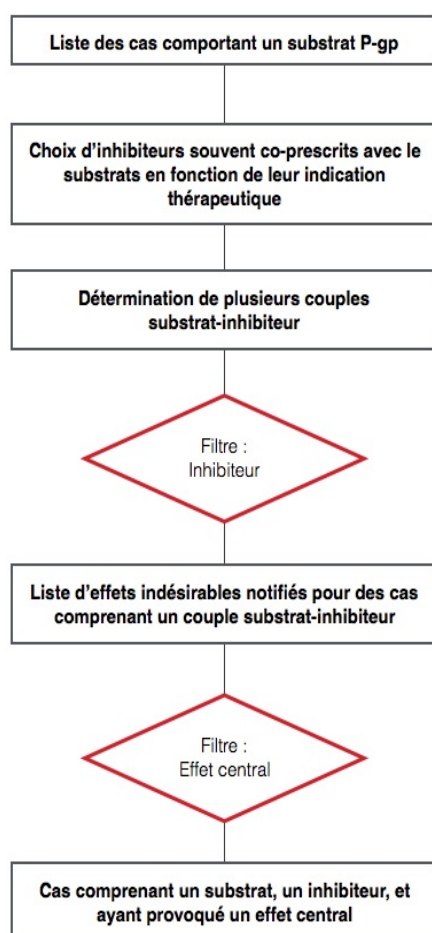 Liste des cas comportant un substrat P-gp
Choix d'inhibiteurs souvent co-prescrits avec le
substrats en fonction de leur indication
thérapeutique
Détermination de plusieurs couples
substrat-inhibiteur
Filtre :
Inhibiteur
Liste d'effets indésirables notifiés pour des cas
comprenant un couple substrat-inhibiteur
Filtre :
Effet central
Cas comprenant un substrat, un inhibiteur, et
ayant provoqué un effet central